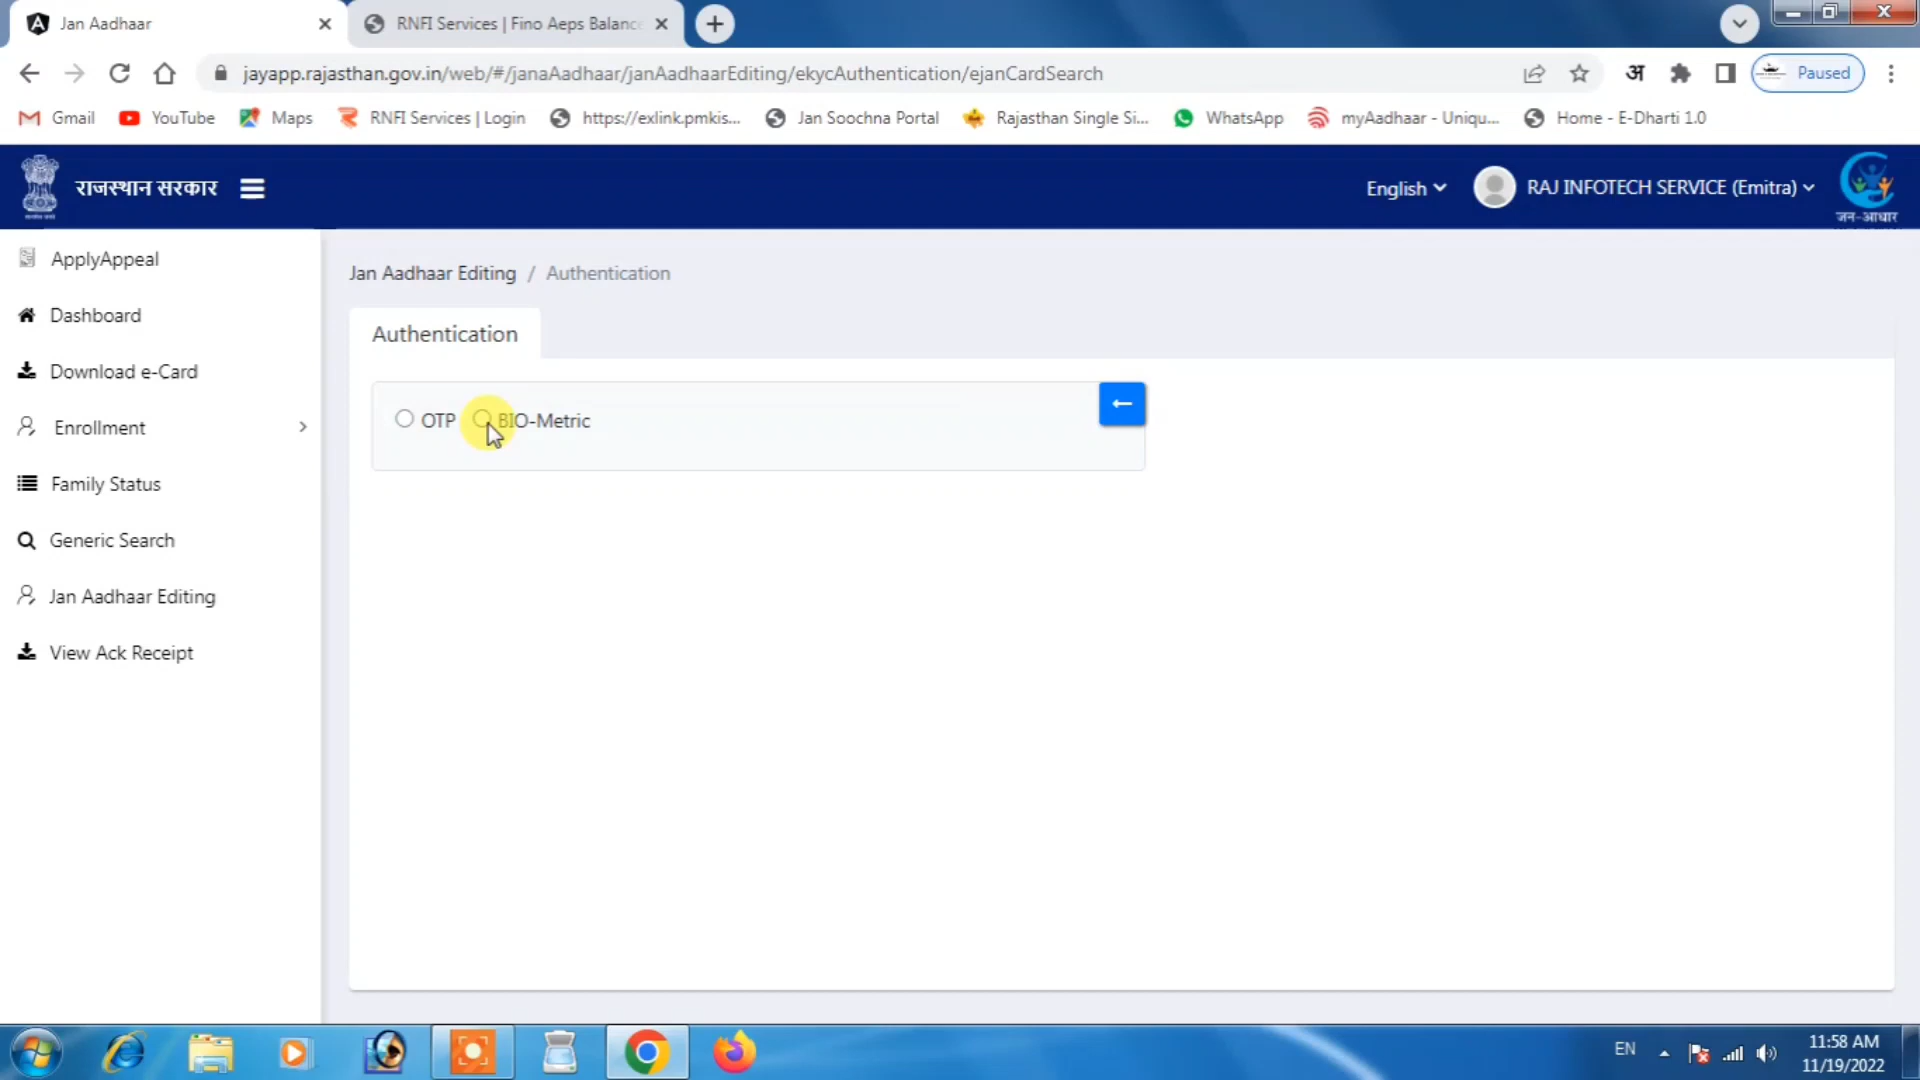 Jan Aadhaar
RNFI Services | Fino Aeps Balance
jayapp.rajasthan.gov.in/web/#/janaAadhaar/janAadhaarEditing/ekycAuthentication/ejanCardSearch
अ
Paused
Gmail
YouTube
Maps
RNFI Services | Login
https://exlink.pmkis...
Jan Soochna Portal
Rajasthan Single Si...
WhatsApp
myAadhaar - Uniqu...
Home - E-Dharti 1.0
राजस्थान सरकार
English
RAJ INFOTECH SERVICE (Emitra)
जन-आधार
ApplyAppeal
Dashboard
Download e-Card
Enrollment
Family Status
Generic Search
Jan Aadhaar Editing
View Ack Receipt
Jan Aadhaar Editing / Authentication
Authentication
OTP BIO-Metric
EN
11:58 AM
11/19/2022